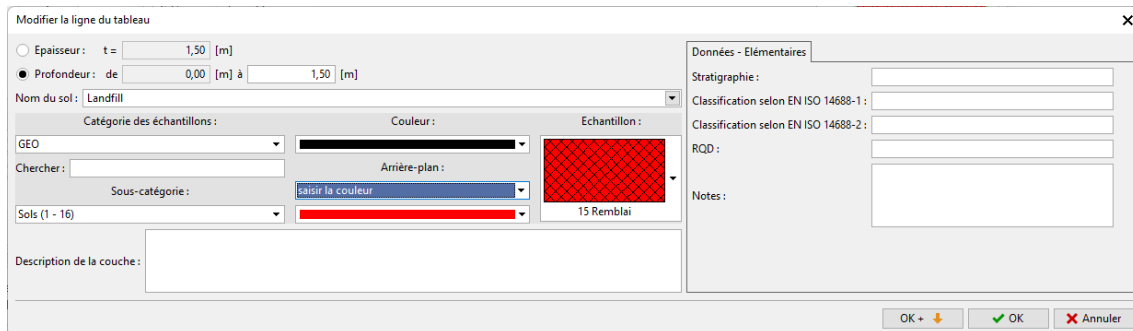 Modifier la ligne du tableau
Epaisseur : t = 1,50 [m]
Profondeur : de 0,00 [m] à 1,50 [m]
Nom du sol : Landfill
Catégorie des échantillons : Couleur : Echantillon :
GEO
Chercher : Arrière-plan :
Sous-catégorie : saisir la couleur
Sols (1 - 16) 15 Remblai
Description de la couche :
Données - Elémentaires
Stratigraphie :
Classification selon EN ISO 14688-1 :
Classification selon EN ISO 14688-2 :
RQD :
Notes :
OK + OK Annuler